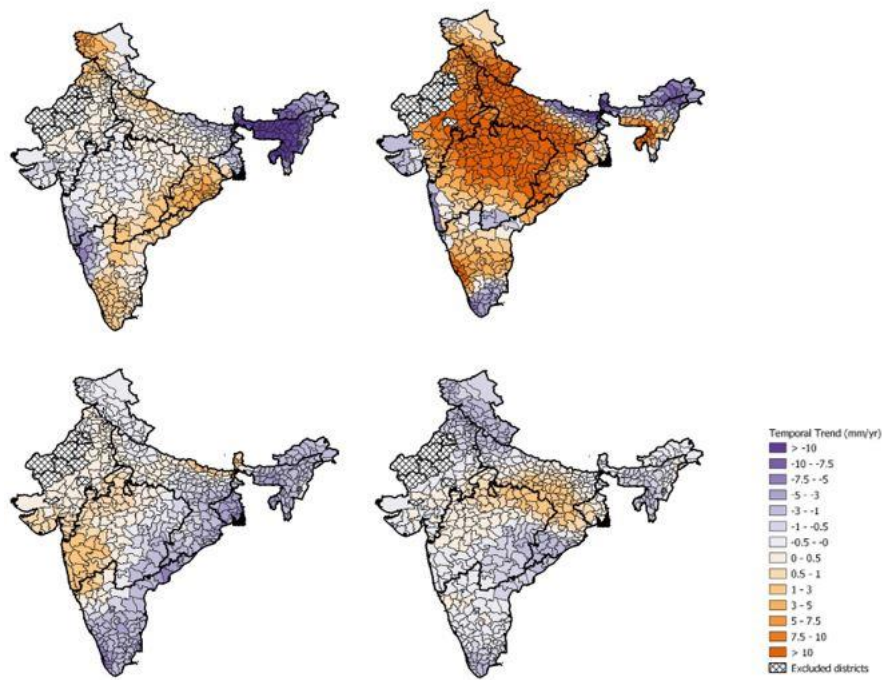 Temporal Trend (mm/yr)
> -10
-10 - -7.5
-7.5 - -5
-5 - -3
-3 - -1
-1 - -0.5
-0.5 - -0
0 - 0.5
0.5 - 1
1 - 3
3 - 5
5 - 7.5
7.5 - 10
> 10
Excluded districts